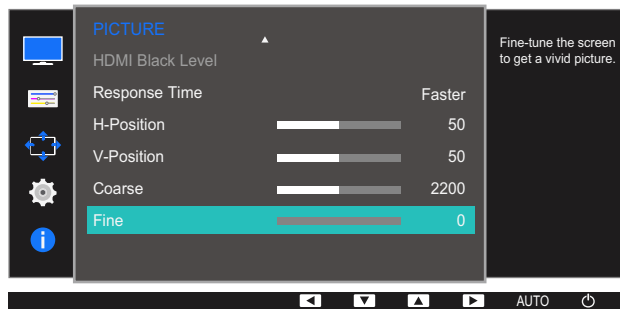 PICTURE
HDMI Black Level
Response Time Faster
H-Position 50
V-Position 50
Coarse 2200
Fine 0
Fine-tune the screen
to get a vivid picture.
AUTO